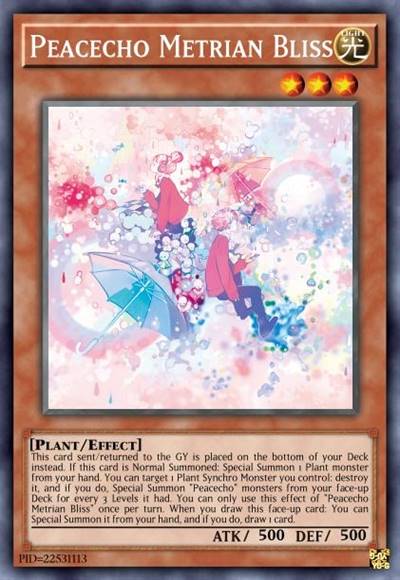 PEACECHO METRIAN BLISS
LIGHT
光
[PLANT/EFFECT]
This card sent/returned to the GY is placed on the bottom of your Deck
instead. If this card is Normal Summoned: Special Summon 1 Plant monster
from your hand. You can target 1 Plant Synchro Monster you control: destroy
it, and if you do, Special Summon "Peacecho" monsters from your face-up
Deck for every 3 Levels it had. You can only use this effect of "Peacecho
Metrian Bliss" once per turn. When you draw this face-up card: You can
Special Summon it from your hand, and if you do, draw 1 card.
ATK/ 500 DEF/ 500
PID=22531113